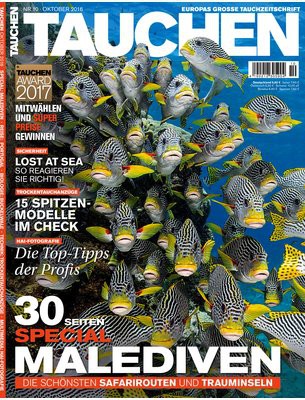 NR. 10 · OKTOBER 2016
EUROPAS GROSSE TAUCHZEITSCHRIFT
TAUCHEN
TAUCHEN
AWARD
2017
MITWÄHLEN
UND SUPER
PREISE
GEWINNEN
SICHERHEIT
LOST AT SEA
SO REAGIEREN
SIE RICHTIG!
TROCKENTAUCHANZÜGE
15 SPITZEN-
MODELLE
IM CHECK
HAI-FOTOGRAFIE
Die Top-Tipps
der Profis
30
SEITEN
SPECIAL
MALEDIVEN
DIE SCHÖNSTEN SAFARIROUTEN UND TRAUMINSELN
TAUCHEN